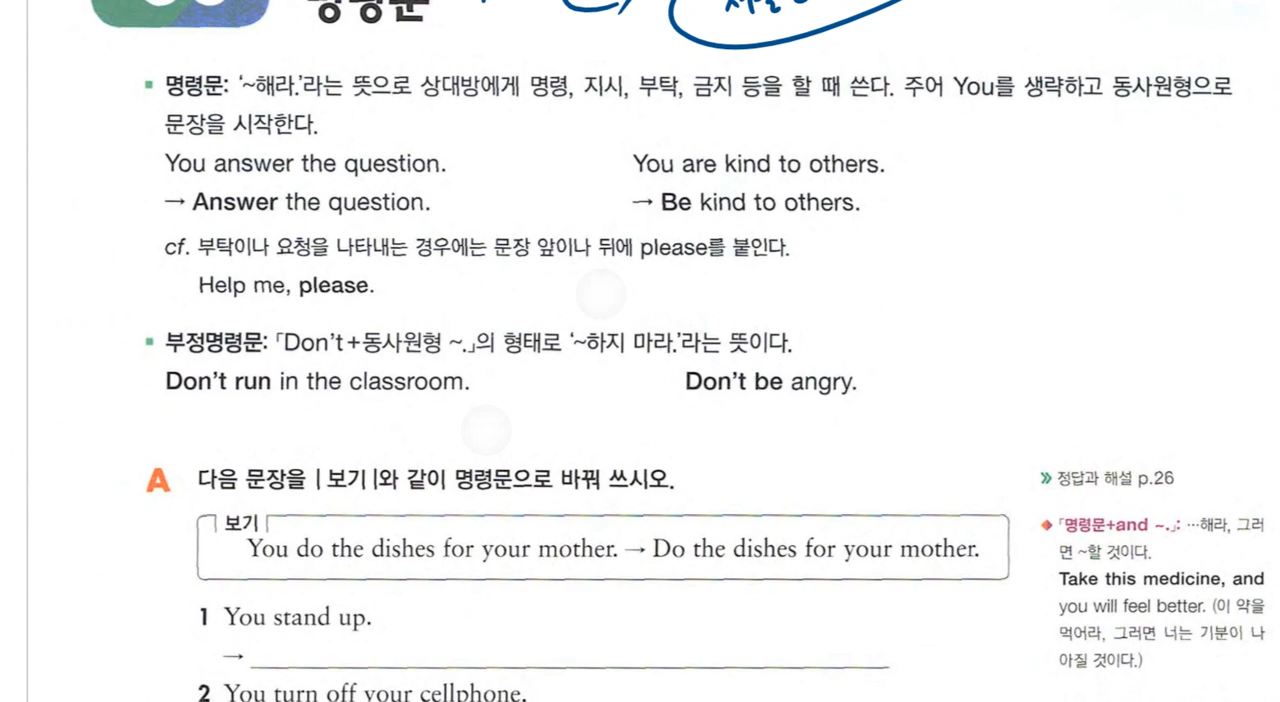 명령문
▪ 명령문: ‘~해라.’라는 뜻으로 상대방에게 명령, 지시, 부탁, 금지 등을 할 때 쓴다. 주어 You를 생략하고 동사원형으로
문장을 시작한다.
You answer the question. You are kind to others.
→ Answer the question. → Be kind to others.
cf. 부탁이나 요청을 나타내는 경우에는 문장 앞이나 뒤에 please를 붙인다.
Help me, please.
▪ 부정명령문: 「Don’t+동사원형 ~.」의 형태로 ‘~하지 마라.’라는 뜻이다.
Don’t run in the classroom. Don’t be angry.
A 다음 문장을 | 보기 |와 같이 명령문으로 바꿔 쓰시오.
보기
You do the dishes for your mother. → Do the dishes for your mother.
1 You stand up.
→
2 You turn off your cellphone.
» 정답과 해설 p.26
◆ 「명령문+and ~.」: …해라, 그러
면 ~할 것이다.
Take this medicine, and
you will feel better. (이 약을
먹어라, 그러면 너는 기분이 나
아질 것이다.)